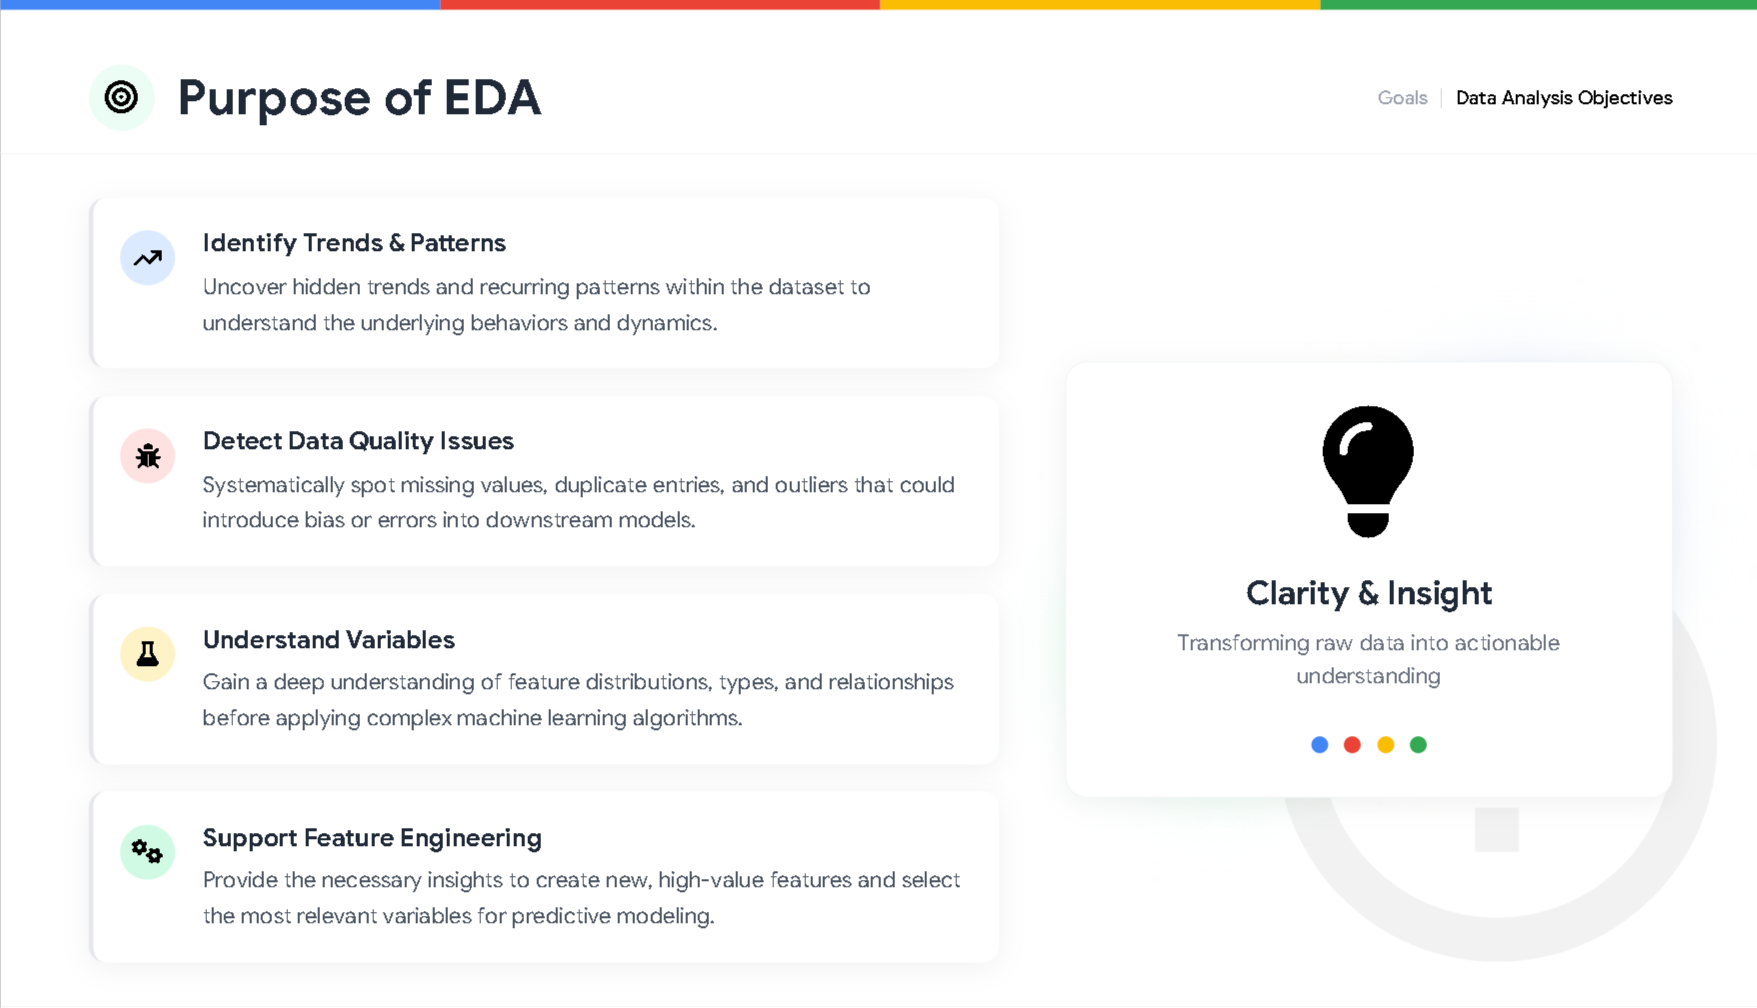 Purpose of EDA
Goals
Data Analysis Objectives
Identify Trends & Patterns
Uncover hidden trends and recurring patterns within the dataset to
understand the underlying behaviors and dynamics.
Detect Data Quality Issues
Systematically spot missing values, duplicate entries, and outliers that could
introduce bias or errors into downstream models.
Understand Variables
Gain a deep understanding of feature distributions, types, and relationships
before applying complex machine learning algorithms.
Support Feature Engineering
Provide the necessary insights to create new, high-value features and select
the most relevant variables for predictive modeling.
Clarity & Insight
Transforming raw data into actionable
understanding